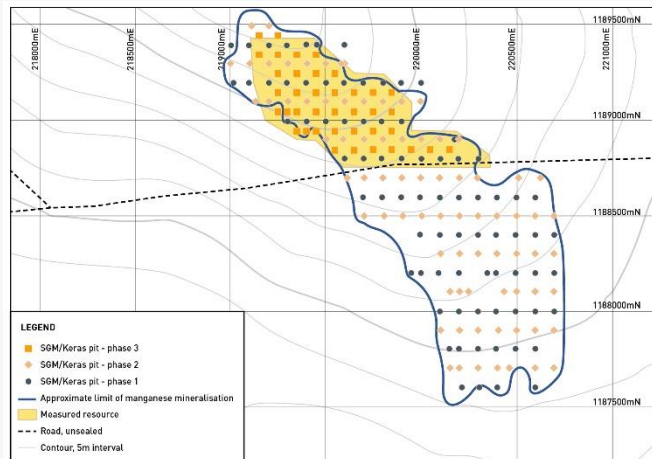 218000mE
218500mE
219000mE
220000mE
220500mE
221000mE
1189500mN
1189000mN
1188500mN
1188000mN
1187500mN
LEGEND
SGM/Keras pit - phase 3
SGM/Keras pit - phase 2
SGM/Keras pit - phase 1
Approximate limit of manganese mineralisation
Measured resource
Road, unsealed
Contour, 5m interval